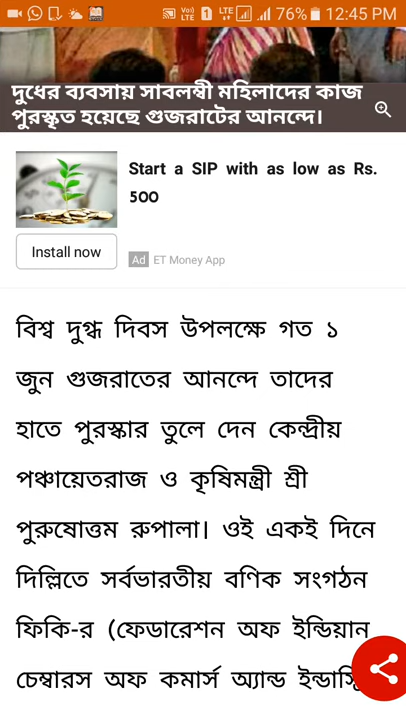 76% 12:45 PM
দুধের ব্যবসায় সাবলম্বী মহিলাদের কাজ
পুরস্কৃত হয়েছে গুজরাটের আনন্দে।
Start a SIP with as low as Rs.
500
Install now
Ad ET Money App
বিশ্ব দুগ্ধ দিবস উপলক্ষে গত ১
জুন গুজরাতের আনন্দে তাদের
হাতে পুরস্কার তুলে দেন কেন্দ্রীয়
পঞ্চায়েতরাজ ও কৃষিমন্ত্রী শ্রী
পুরুষোত্তম রুপালা। ওই একই দিনে
দিল্লিতে সর্বভারতীয় বণিক সংগঠন
ফিকি-র (ফেডারেশন অফ ইন্ডিয়ান
চেম্বারস অফ কমার্স অ্যান্ড